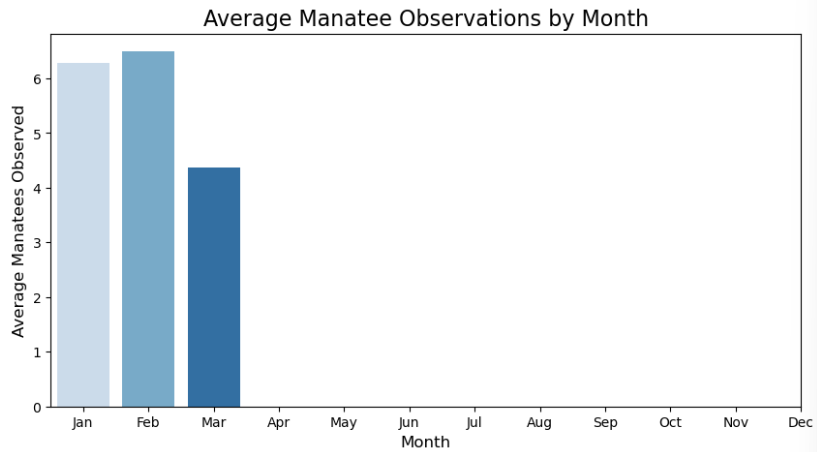 Average Manatee Observations by Month
Average Manatees Observed
6
5
4
3
2
1
0
Jan Feb Mar Apr May Jun Jul Aug Sep Oct Nov Dec
Month